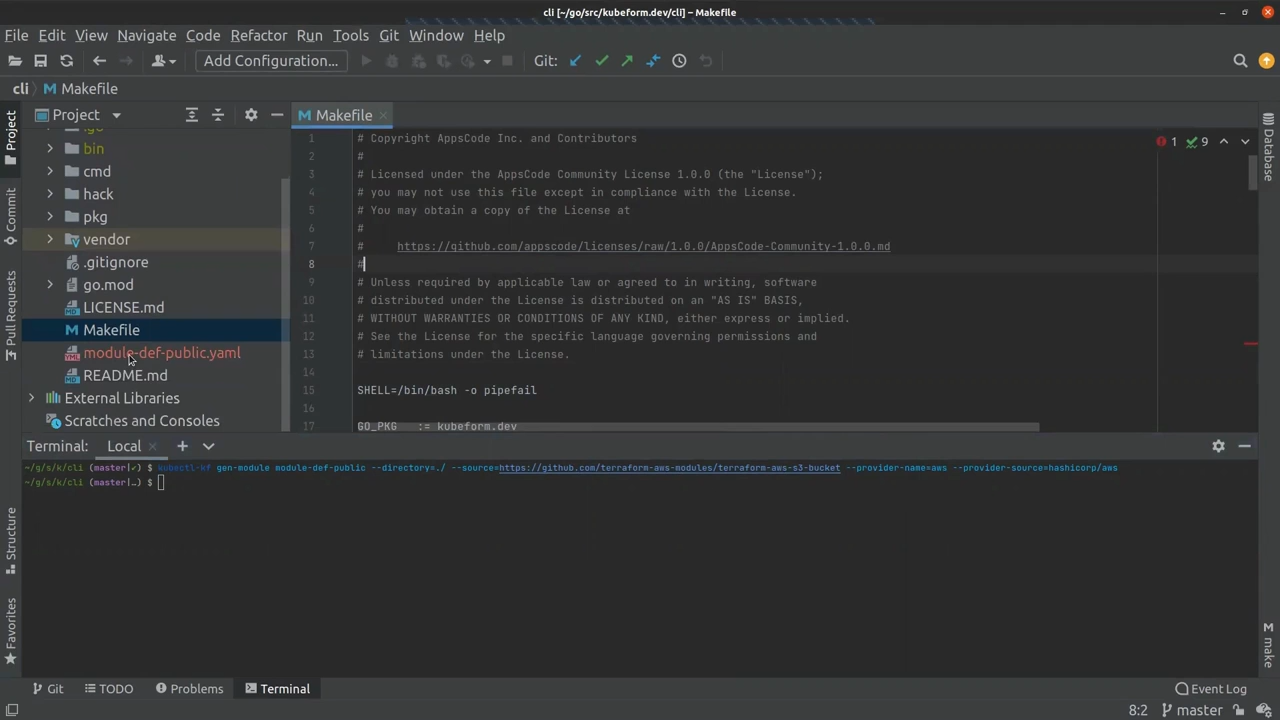 cli [~/go/src/kubeform.dev/cli] – Makefile
File Edit View Navigate Code Refactor Run Tools Git Window Help
Add Configuration... Git:
cli Makefile
Project
Makefile
.go
bin
cmd
hack
pkg
vendor
.gitignore
go.mod
LICENSE.md
Makefile
module-def-public.yaml
README.md
External Libraries
Scratches and Consoles
1 # Copyright AppsCode Inc. and Contributors
2 #
3 # Licensed under the AppsCode Community License 1.0.0 (the "License");
4 # you may not use this file except in compliance with the License.
5 # You may obtain a copy of the License at
6 #
7 #     https://github.com/appscode/licenses/raw/1.0.0/AppsCode-Community-1.0.0.md
8 #
9 # Unless required by applicable law or agreed to in writing, software
10 # distributed under the License is distributed on an "AS IS" BASIS,
11 # WITHOUT WARRANTIES OR CONDITIONS OF ANY KIND, either express or implied.
12 # See the License for the specific language governing permissions and
13 # limitations under the License.
14
15 SHELL=/bin/bash -o pipefail
16
17 GO_PKG   := kubeform.dev
1 9
Project
Commit
Pull Requests
Structure
Favorites
Database
M make
Terminal: Local
~/g/s/k/cli (master|✓) $ kubectl-kf gen-module module-def-public --directory=./ --source=https://github.com/terraform-aws-modules/terraform-aws-s3-bucket --provider-name=aws --provider-source=hashicorp/aws
~/g/s/k/cli (master|…) $
Git TODO Problems Terminal Event Log
8:2 master